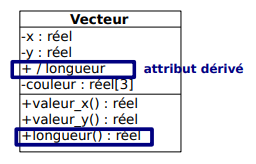 Vecteur
-x : réel
-y : réel
+ / longueur
attribut dérivé
-couleur : réel[3]
+valeur_x() : réel
+valeur_y() : réel
+longueur() : réel